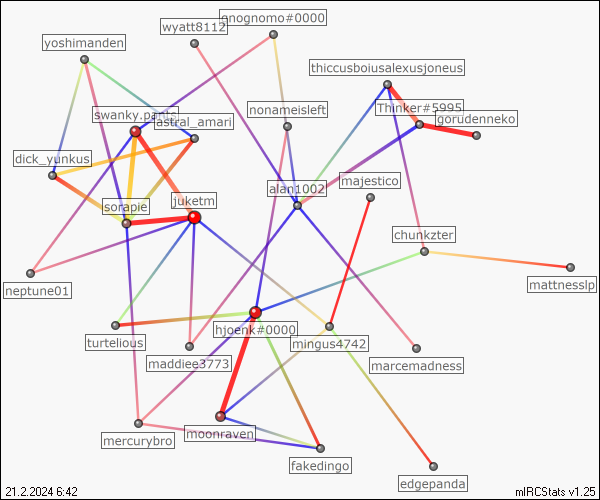 onognomo#0000
wyatt8112
yoshimanden
thiccusboiusalexusjoneus
swanky.pants
nonameisleft
Thinker#5995
astral_amari
gorudenneko
dick_yunkus
alan1002
majestico
sorapie
juketm
chunkzter
neptune01
mattnesslp
hjoenk#0000
turtelious
mingus4742
maddiee3773
marcemadness
mercurybro
moonraven
fakedingo
edgepanda
21.2.2024 6:42
mIRCStats v1.25